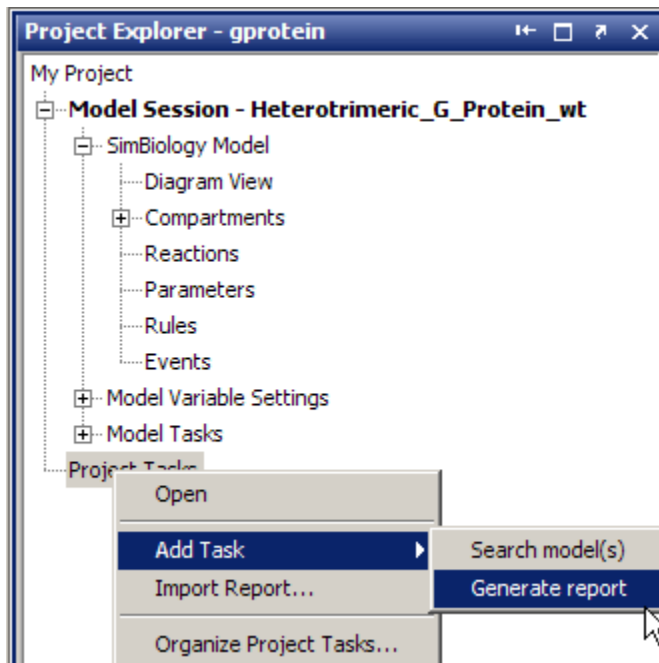 Project Explorer - gprotein
My Project
Model Session - Heterotrimeric_G_Protein_wt
SimBiology Model
Diagram View
Compartments
Reactions
Parameters
Rules
Events
Model Variable Settings
Model Tasks
Project Tasks
Open
Add Task
Search model(s)
Import Report...
Generate report
Organize Project Tasks...